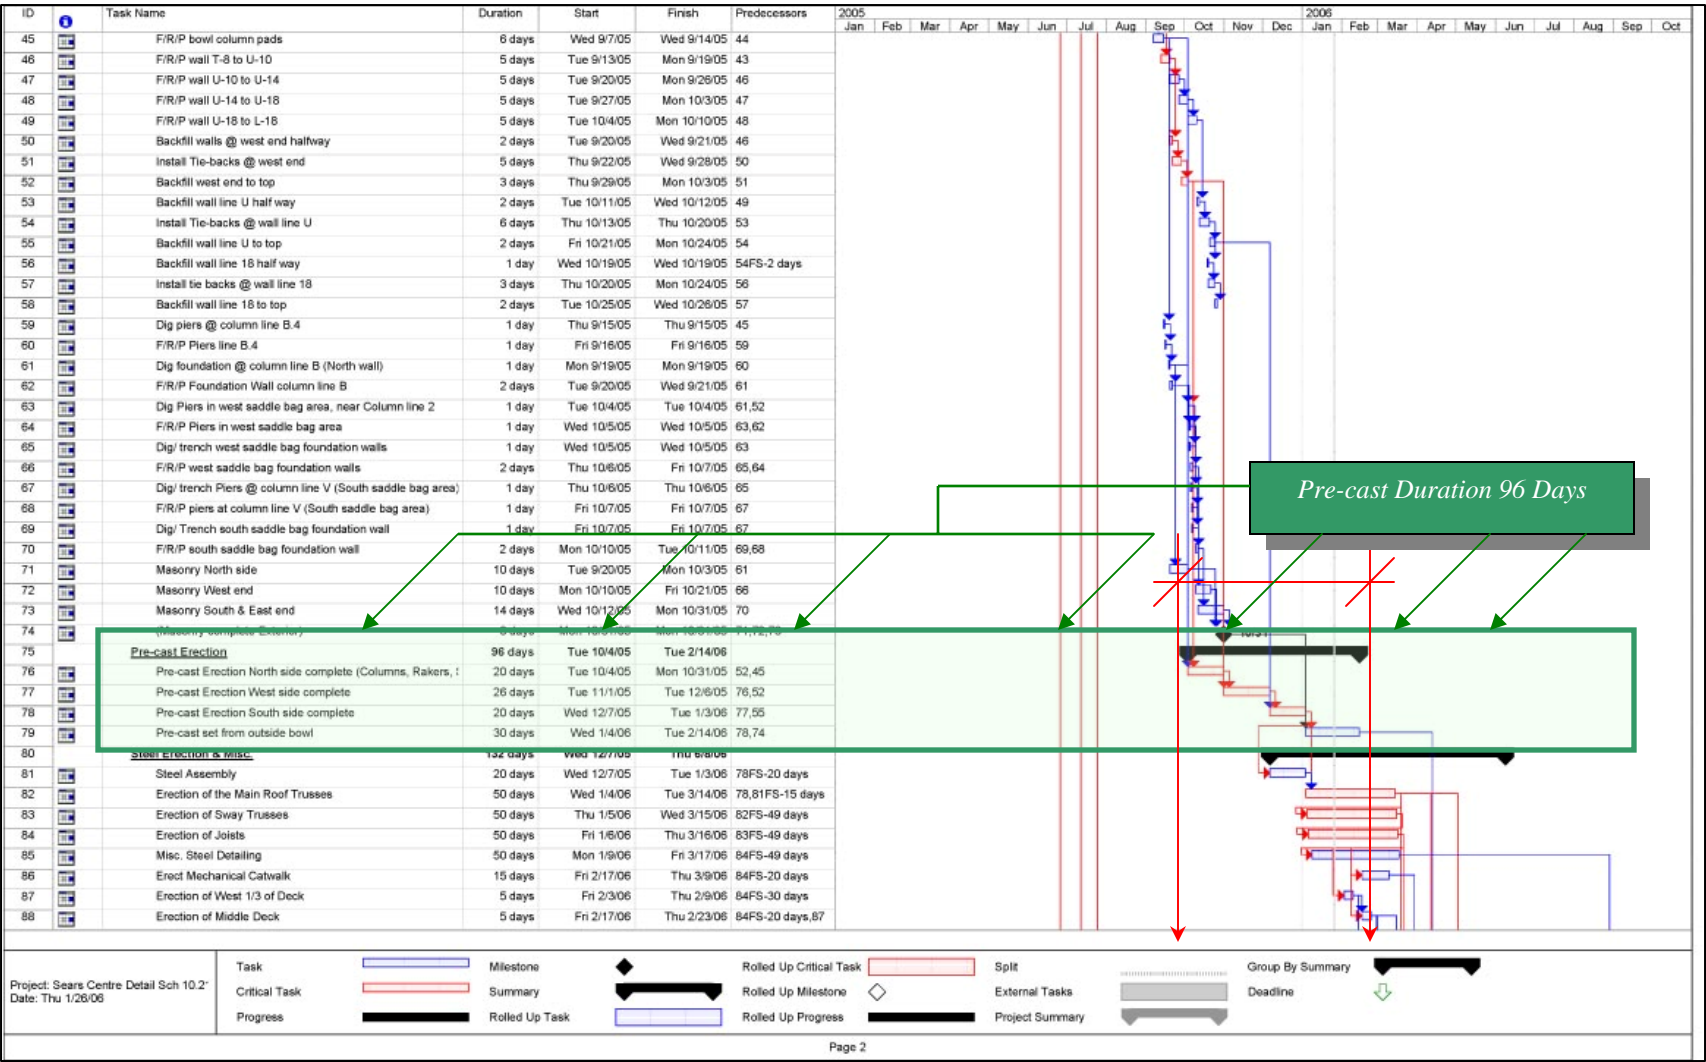 ID Task Name Duration Start Finish Predecessors 2005 2006
Jan Feb Mar Apr May Jun Jul Aug Sep Oct Nov Dec Jan Feb Mar Apr May Jun Jul Aug Sep Oct
45 F/R/P bowl column pads 6 days Wed 9/7/05 Wed 9/14/05 44
46 F/R/P wall T-8 to U-10 5 days Tue 9/13/05 Mon 9/19/05 43
47 F/R/P wall U-10 to U-14 5 days Tue 9/20/05 Mon 9/26/05 46
48 F/R/P wall U-14 to U-18 5 days Tue 9/27/05 Mon 10/3/05 47
49 F/R/P wall U-18 to L-18 5 days Tue 10/4/05 Mon 10/10/05 48
50 Backfill walls @ west end halfway 2 days Tue 9/20/05 Wed 9/21/05 46
51 Install Tie-backs @ west end 5 days Thu 9/22/05 Wed 9/28/05 50
52 Backfill west end to top 3 days Thu 9/29/05 Mon 10/3/05 51
53 Backfill wall line U half way 2 days Tue 10/11/05 Wed 10/12/05 49
54 Install Tie-backs @ wall line U 6 days Thu 10/13/05 Thu 10/20/05 53
55 Backfill wall line U to top 2 days Fri 10/21/05 Mon 10/24/05 54
56 Backfill wall line 18 half way 1 day Wed 10/19/05 Wed 10/19/05 54FS-2 days
57 Install tie backs @ wall line 18 3 days Thu 10/20/05 Mon 10/24/05 56
58 Backfill wall line 18 to top 2 days Tue 10/25/05 Wed 10/26/05 57
59 Dig piers @ column line B.4 1 day Thu 9/15/05 Thu 9/15/05 45
60 F/R/P Piers line B.4 1 day Fri 9/16/05 Fri 9/16/05 59
61 Dig foundation @ column line B (North wall) 1 day Mon 9/19/05 Mon 9/19/05 60
62 F/R/P Foundation Wall column line B 2 days Tue 9/20/05 Wed 9/21/05 61
63 Dig Piers in west saddle bag area, near Column line 2 1 day Tue 10/4/05 Tue 10/4/05 61,52
64 F/R/P Piers in west saddle bag area 1 day Wed 10/5/05 Wed 10/5/05 63,62
65 Dig/ trench west saddle bag foundation walls 1 day Wed 10/5/05 Wed 10/5/05 63
66 F/R/P west saddle bag foundation walls 2 days Thu 10/6/05 Fri 10/7/05 65,64
67 Dig/ trench Piers @ column line V (South saddle bag area) 1 day Thu 10/6/05 Thu 10/6/05 65
68 F/R/P piers at column line V (South saddle bag area) 1 day Fri 10/7/05 Fri 10/7/05 67
69 Dig/ Trench south saddle bag foundation wall 1 day Fri 10/7/05 Fri 10/7/05 67
70 F/R/P south saddle bag foundation wall 2 days Mon 10/10/05 Tue 10/11/05 69,68
71 Masonry North side 10 days Tue 9/20/05 Mon 10/3/05 61
72 Masonry West end 10 days Mon 10/10/05 Fri 10/21/05 66
73 Masonry South & East end 14 days Wed 10/12/05 Mon 10/31/05 70
74 (Masonry complete Exterior) 0 days Mon 10/31/05 Mon 10/31/05 71,72,73 10/31
75 Pre-cast Erection 96 days Tue 10/4/05 Tue 2/14/06
76 Pre-cast Erection North side complete (Columns, Rakers, 20 days Tue 10/4/05 Mon 10/31/05 52,45
77 Pre-cast Erection West side complete 26 days Tue 11/1/05 Tue 12/6/05 76,52
78 Pre-cast Erection South side complete 20 days Wed 12/7/05 Tue 1/3/06 77,55
79 Pre-cast set from outside bowl 30 days Wed 1/4/06 Tue 2/14/06 78,74
80 Steel Erection & Misc. 132 days Wed 12/7/05 Thu 6/8/06
81 Steel Assembly 20 days Wed 12/7/05 Tue 1/3/06 78FS-20 days
82 Erection of the Main Roof Trusses 50 days Wed 1/4/06 Tue 3/14/06 78,81FS-15 days
83 Erection of Sway Trusses 50 days Thu 1/5/06 Wed 3/15/06 82FS-49 days
84 Erection of Joists 50 days Fri 1/6/06 Thu 3/16/06 83FS-49 days
85 Misc. Steel Detailing 50 days Mon 1/9/06 Fri 3/17/06 84FS-49 days
86 Erect Mechanical Catwalk 15 days Fri 2/17/06 Thu 3/9/06 84FS-20 days
87 Erection of West 1/3 of Deck 5 days Fri 2/3/06 Thu 2/9/06 84FS-30 days
88 Erection of Middle Deck 5 days Fri 2/17/06 Thu 2/23/06 84FS-20 days,87
Pre-cast Duration 96 Days
Project: Sears Centre Detail Sch 10.2
Date: Thu 1/26/06
Task Milestone Rolled Up Critical Task Split Group By Summary
Critical Task Summary Rolled Up Milestone External Tasks Deadline
Progress Rolled Up Task Rolled Up Progress Project Summary
Page 2